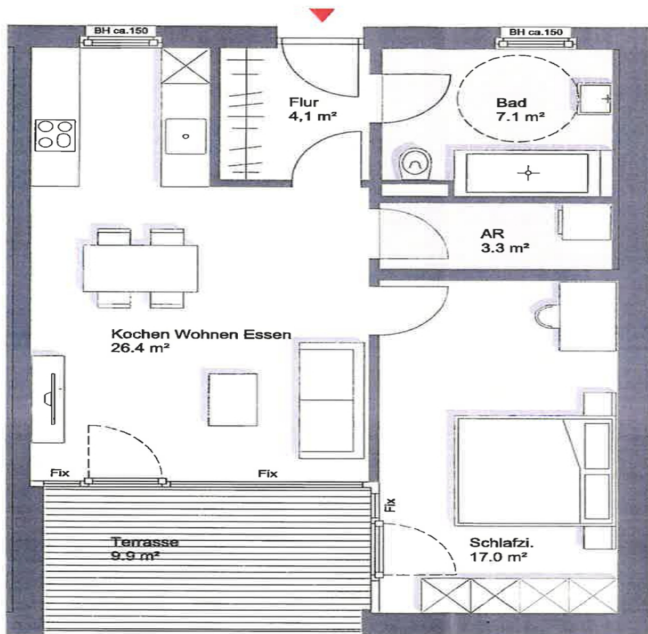 BH ca.150
BH ca.150
Flur
4,1 m²
Bad
7.1 m²
AR
3.3 m²
Kochen Wohnen Essen
26.4 m²
Fix
Fix
Fix
Terrasse
9.9 m²
Schlafzi.
17.0 m²